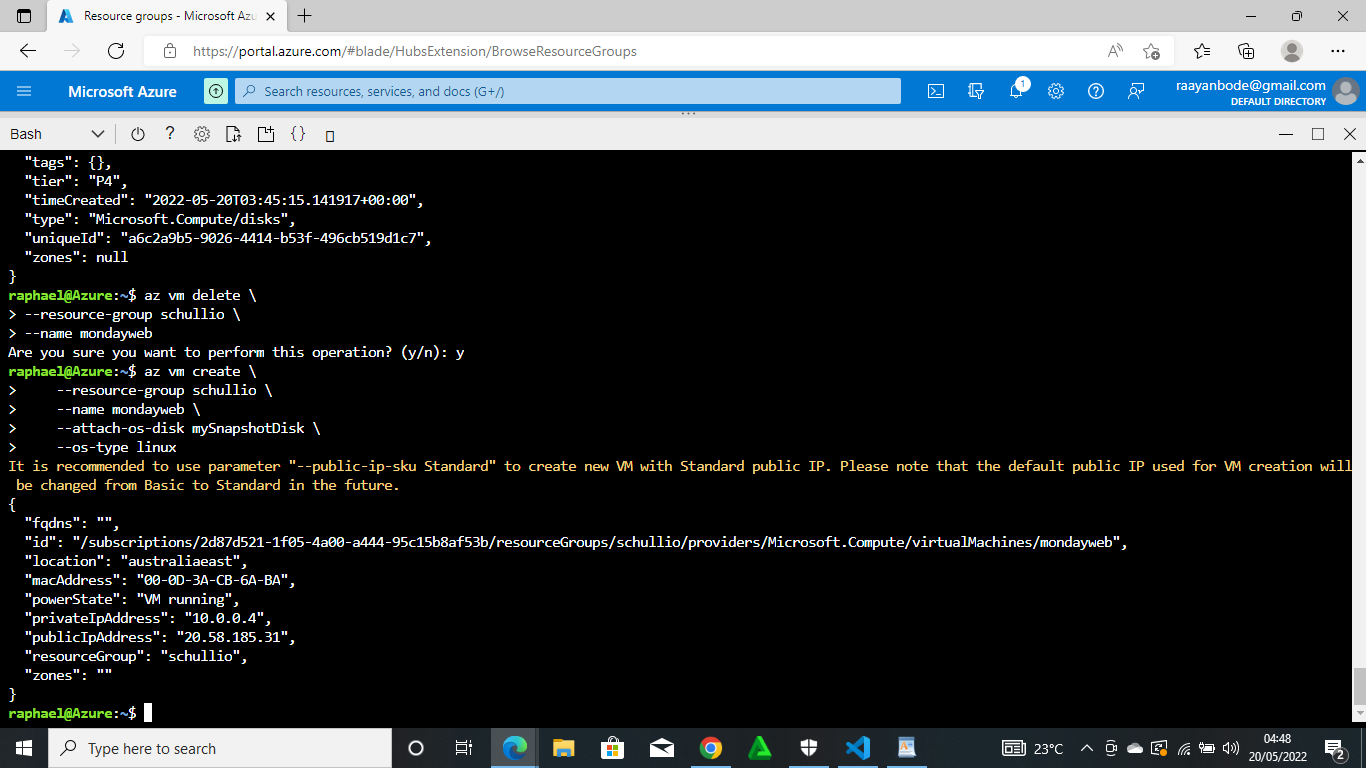 Resource groups - Microsoft Azu
https://portal.azure.com/#blade/HubsExtension/BrowseResourceGroups
Microsoft Azure
Search resources, services, and docs (G+/)
1
raayanbode@gmail.com
DEFAULT DIRECTORY
Bash
"tags": {},
"tier": "P4",
"timeCreated": "2022-05-20T03:45:15.141917+00:00",
"type": "Microsoft.Compute/disks",
"uniqueId": "a6c2a9b5-9026-4414-b53f-496cb519d1c7",
"zones": null
}
raphael@Azure:~$ az vm delete \
> --resource-group schullio \
> --name mondayweb
Are you sure you want to perform this operation? (y/n): y
raphael@Azure:~$ az vm create \
>     --resource-group schullio \
>     --name mondayweb \
>     --attach-os-disk mySnapshotDisk \
>     --os-type linux
It is recommended to use parameter "--public-ip-sku Standard" to create new VM with Standard public IP. Please note that the default public IP used for VM creation will
be changed from Basic to Standard in the future.
{
"fqdns": "",
"id": "/subscriptions/2d87d521-1f05-4a00-a444-95c15b8af53b/resourceGroups/schullio/providers/Microsoft.Compute/virtualMachines/mondayweb",
"location": "australiaeast",
"macAddress": "00-0D-3A-CB-6A-BA",
"powerState": "VM running",
"privateIpAddress": "10.0.0.4",
"publicIpAddress": "20.58.185.31",
"resourceGroup": "schullio",
"zones": ""
}
raphael@Azure:~$
Type here to search
23°C
04:48
20/05/2022
2